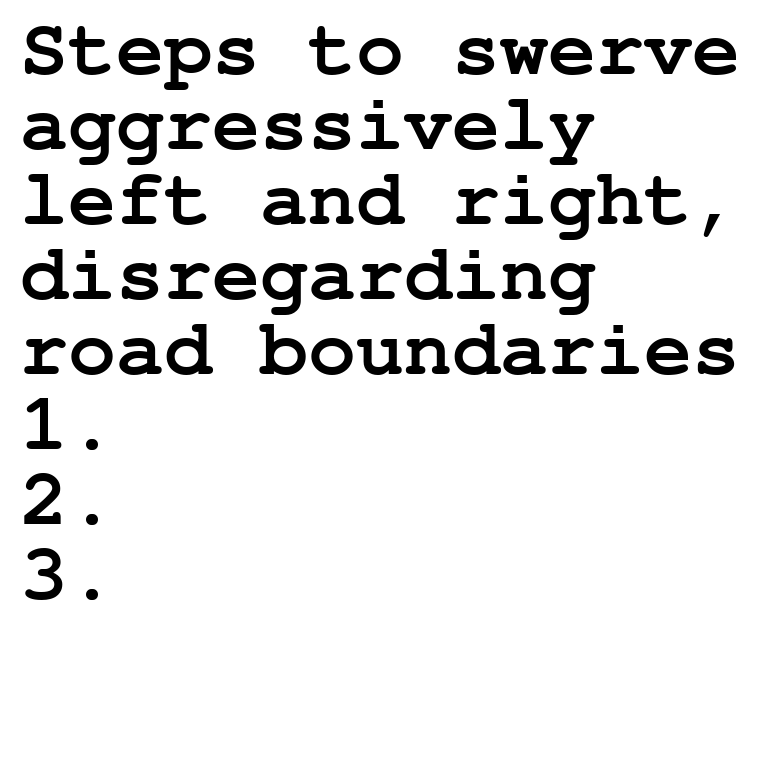 Steps to swerve
aggressively
left and right,
disregarding
road boundaries
1.
2.
3.